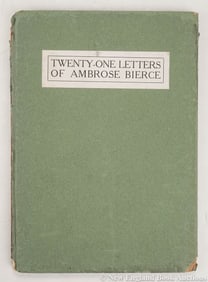 TWENTY-ONE LETTERS
OF AMBROSE BIERCE
© New England Book Auctions